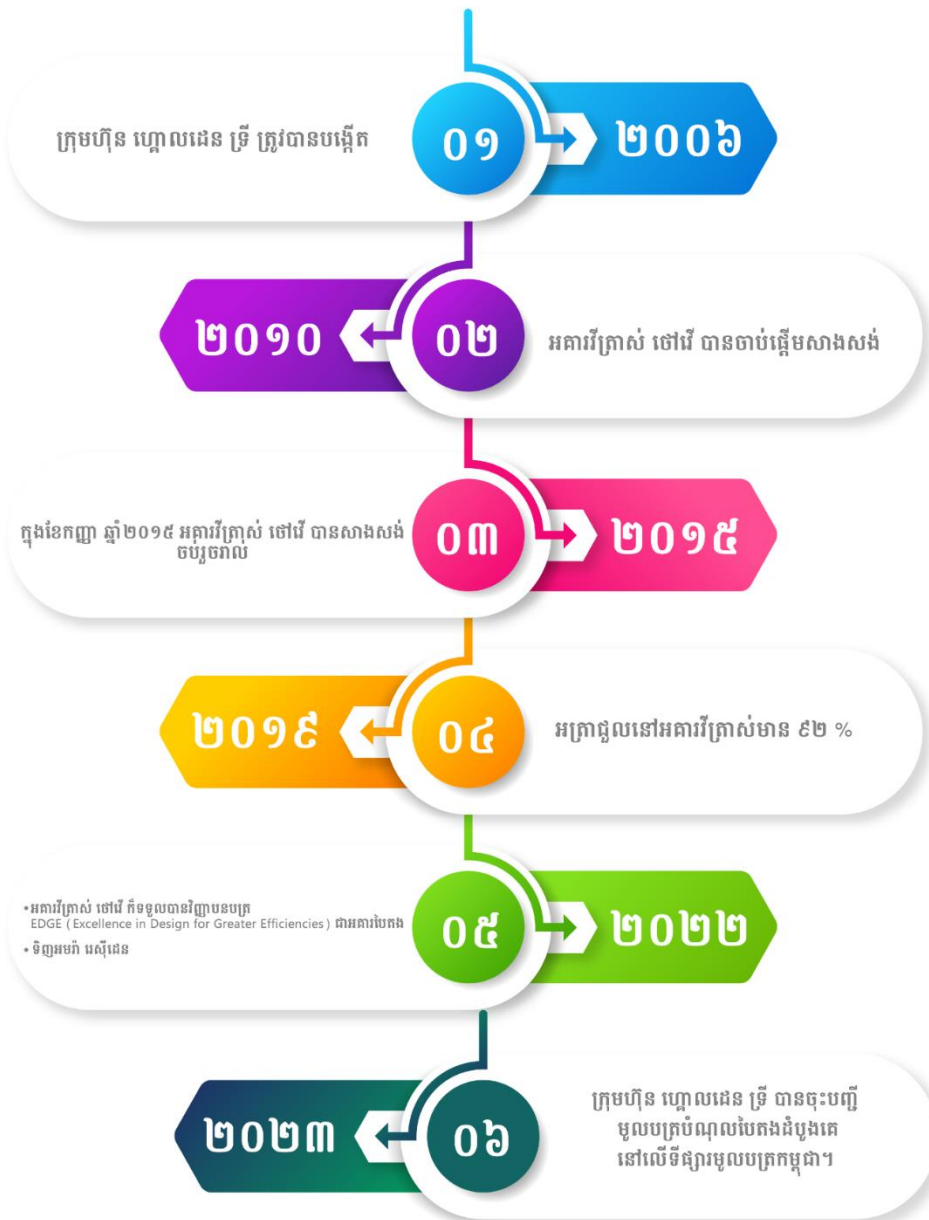 ក្រុមហ៊ុន ហ្គោលដេន ទ្រី ត្រូវបានបង្កើត
០១
២០០៦
២០១០
០២
អគារវីត្រាស់ ថៅវើ បានចាប់ផ្តើមសាងសង់
ក្នុងខែកញ្ញា ឆ្នាំ២០១៥ អគារវីត្រាស់ ថៅវើ បានសាងសង់
ចប់រួចរាល់
០៣
២០១៥
២០១៩
០៤
អត្រាជួលនៅអគារវីត្រាស់មាន ៩២ %
•អគារវីត្រាស់ ថៅវើ ក៏ទទួលបានវិញ្ញាបនបត្រ
EDGE (Excellence in Design for Greater Efficiencies) ជាអគារបៃតង
• ទិញអមរ៉ា រេស៊ីដេន
០៥
២០២២
២០២៣
០៦
ក្រុមហ៊ុន ហ្គោលដេន ទ្រី បានចុះបញ្ជី
មូលបត្របំណុលបៃតងដំបូងគេ
នៅលើទីផ្សារមូលបត្រកម្ពុជា។